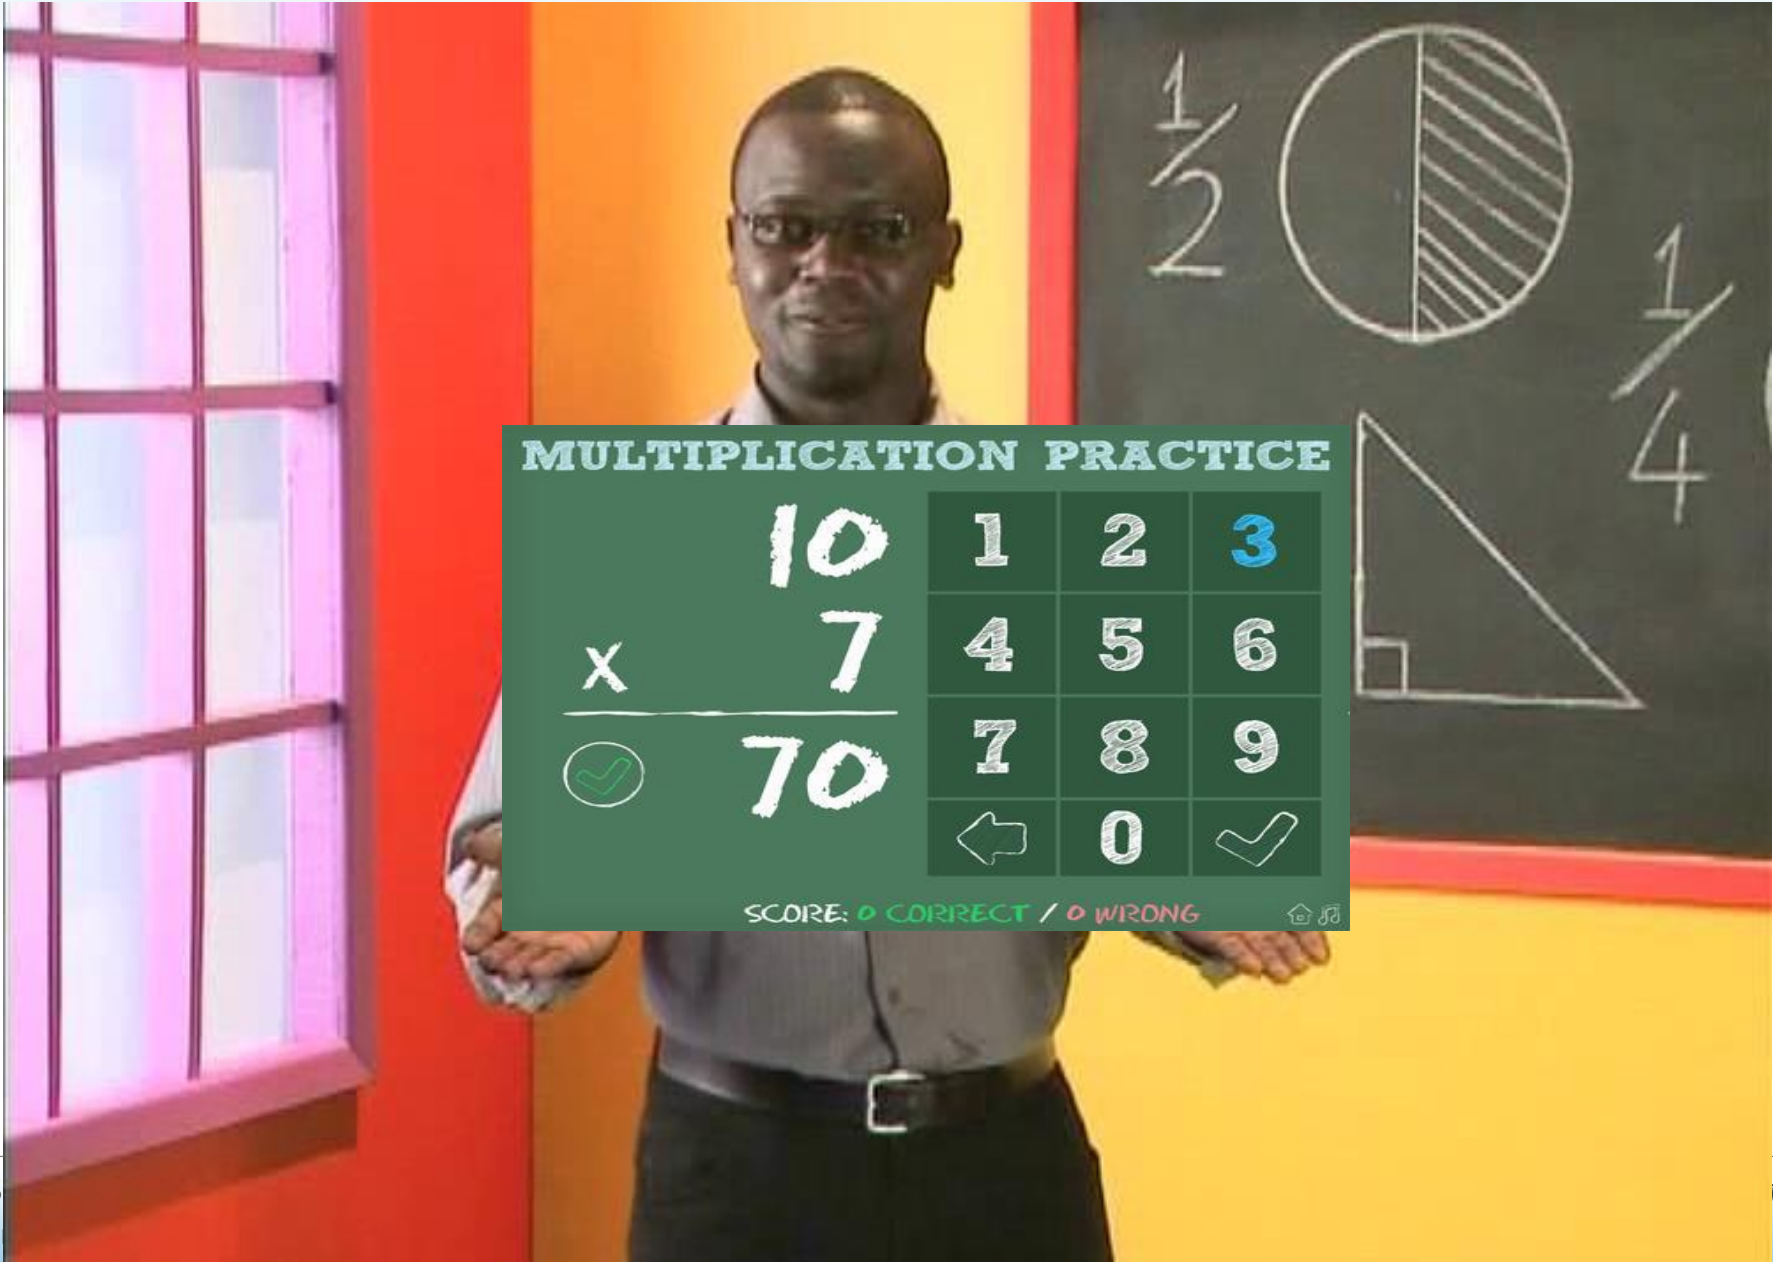 1/2
1/4
MULTIPLICATION PRACTICE
10
x 7
70
1 2 3
4 5 6
7 8 9
0
SCORE: 0 CORRECT / 0 WRONG